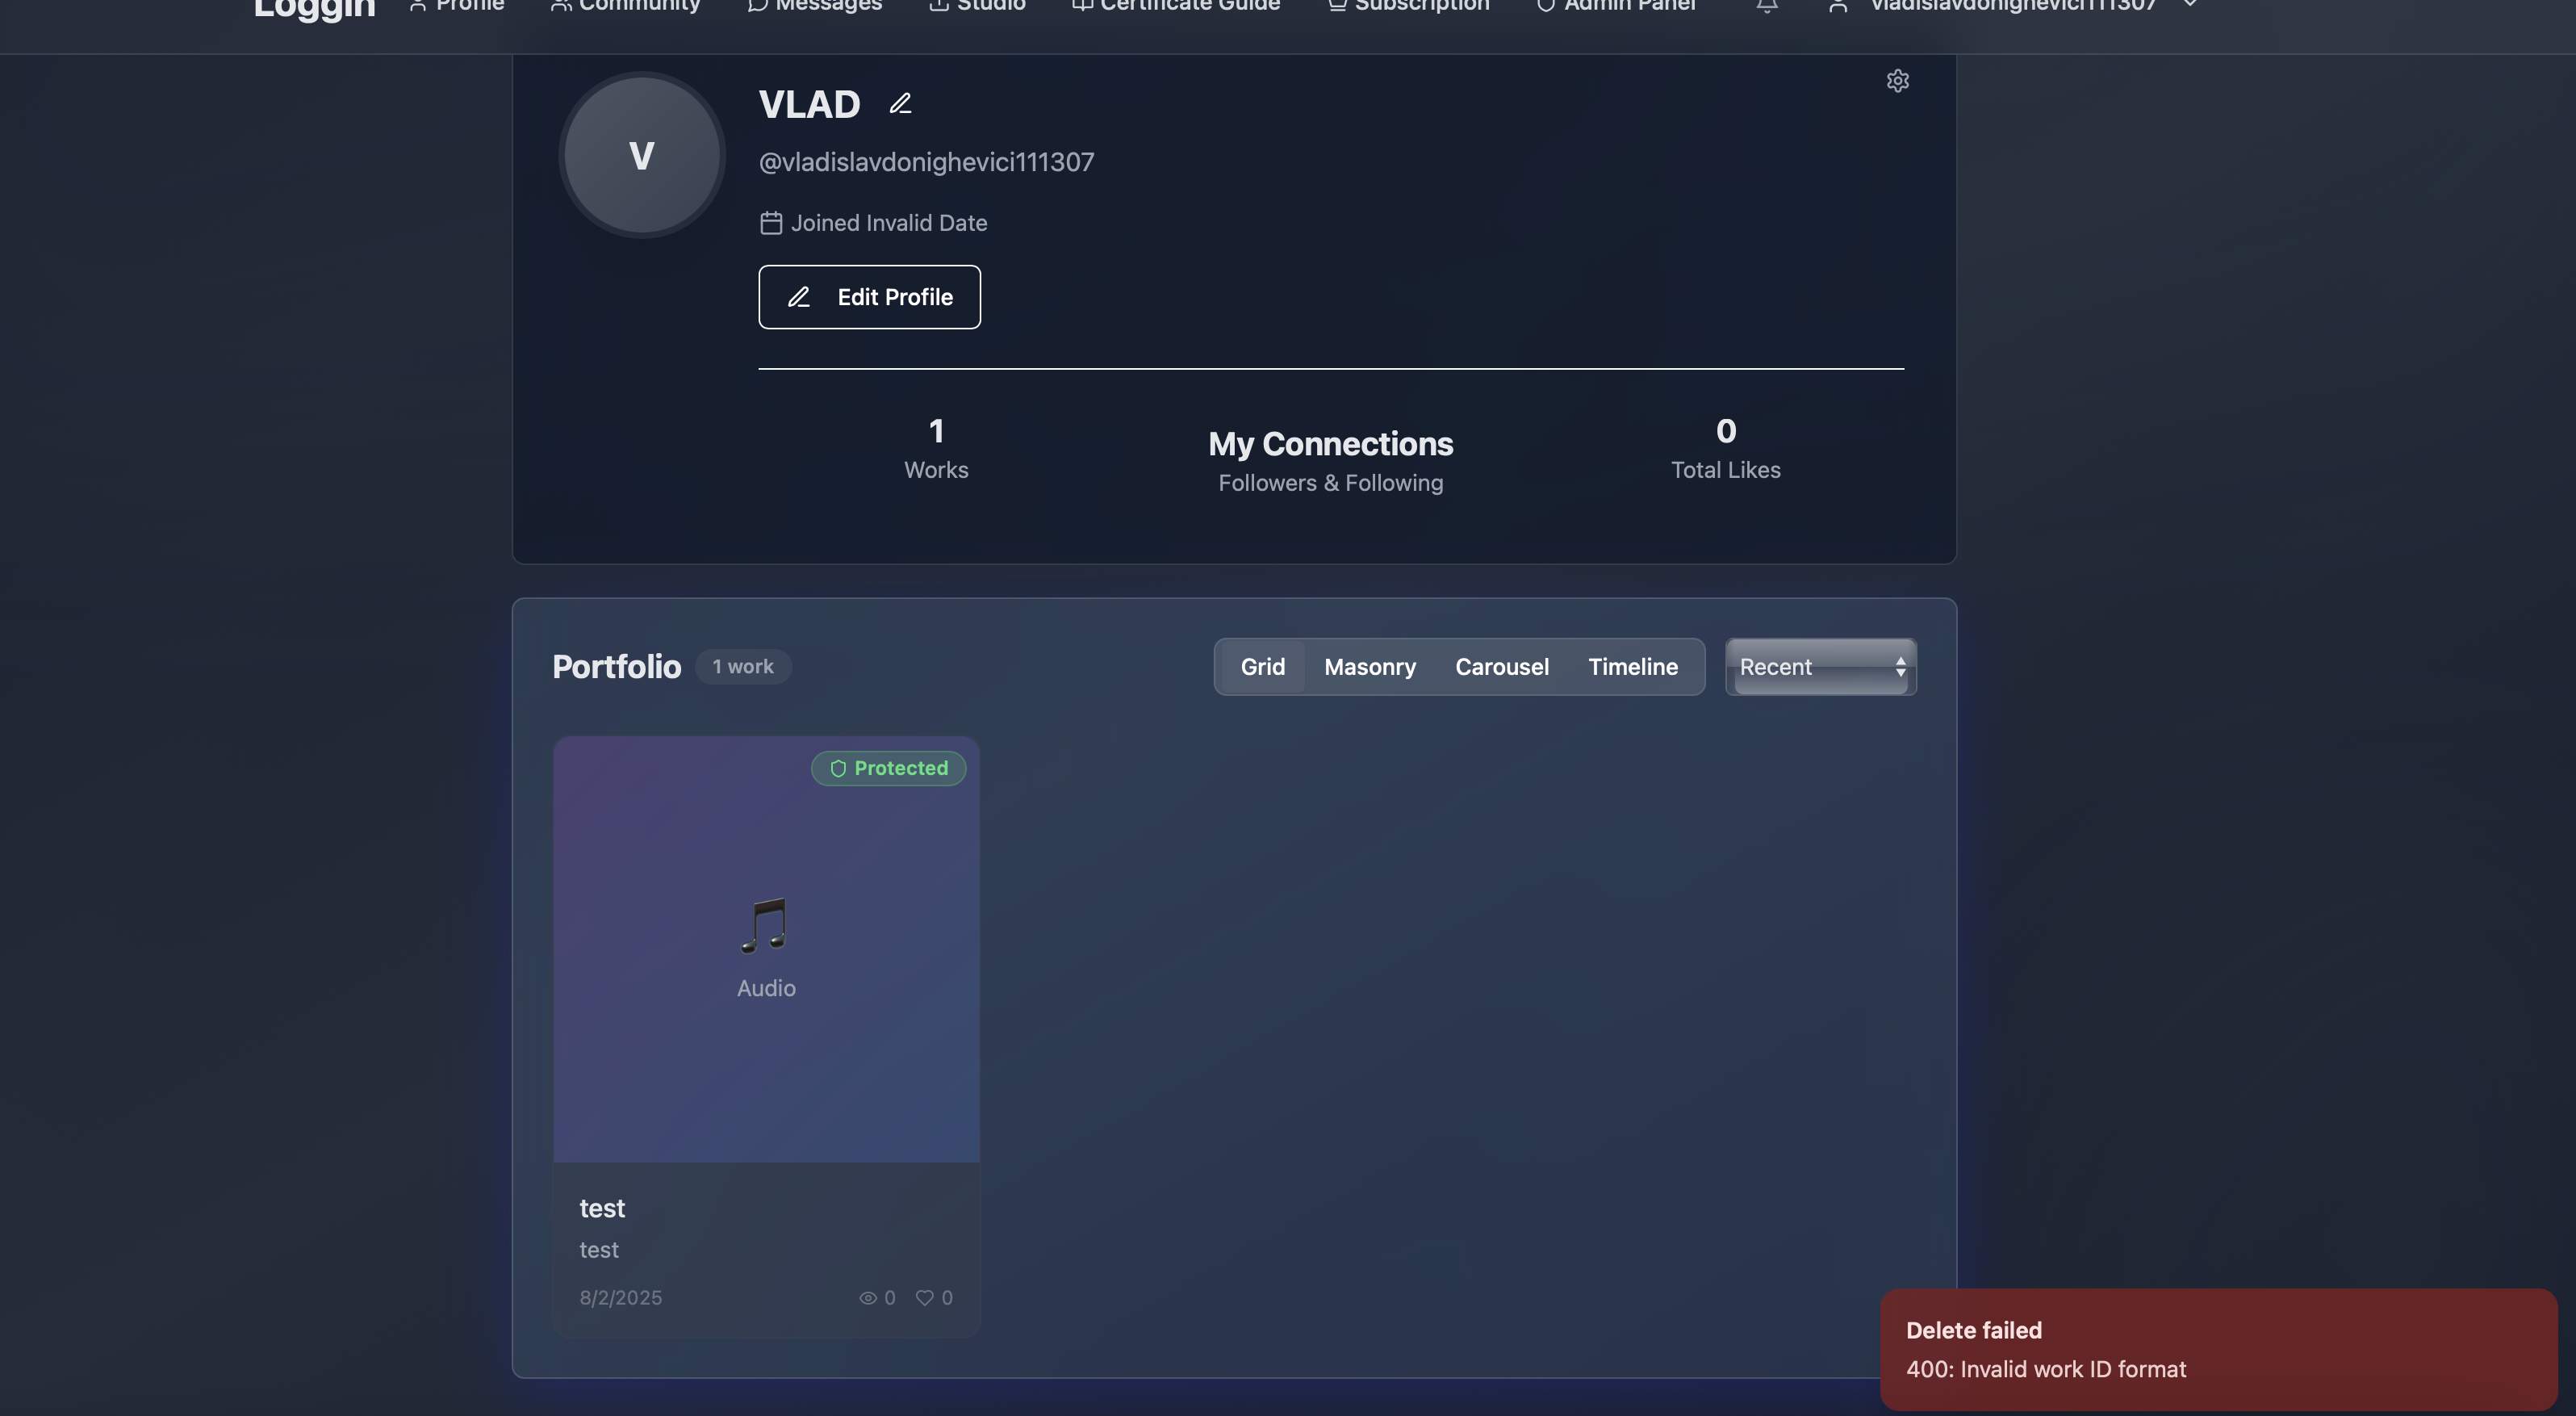 Loggin Profile Community Messages Studio Certificate Guide Subscription Admin Panel vladislavdonighevici111307
V
VLAD
@vladislavdonighevici111307
Joined Invalid Date
Edit Profile
1 My Connections 0
Works Followers & Following Total Likes
Portfolio 1 work Grid Masonry Carousel Timeline Recent
Protected
Audio
test
test
8/2/2025 0 0
Delete failed
400: Invalid work ID format